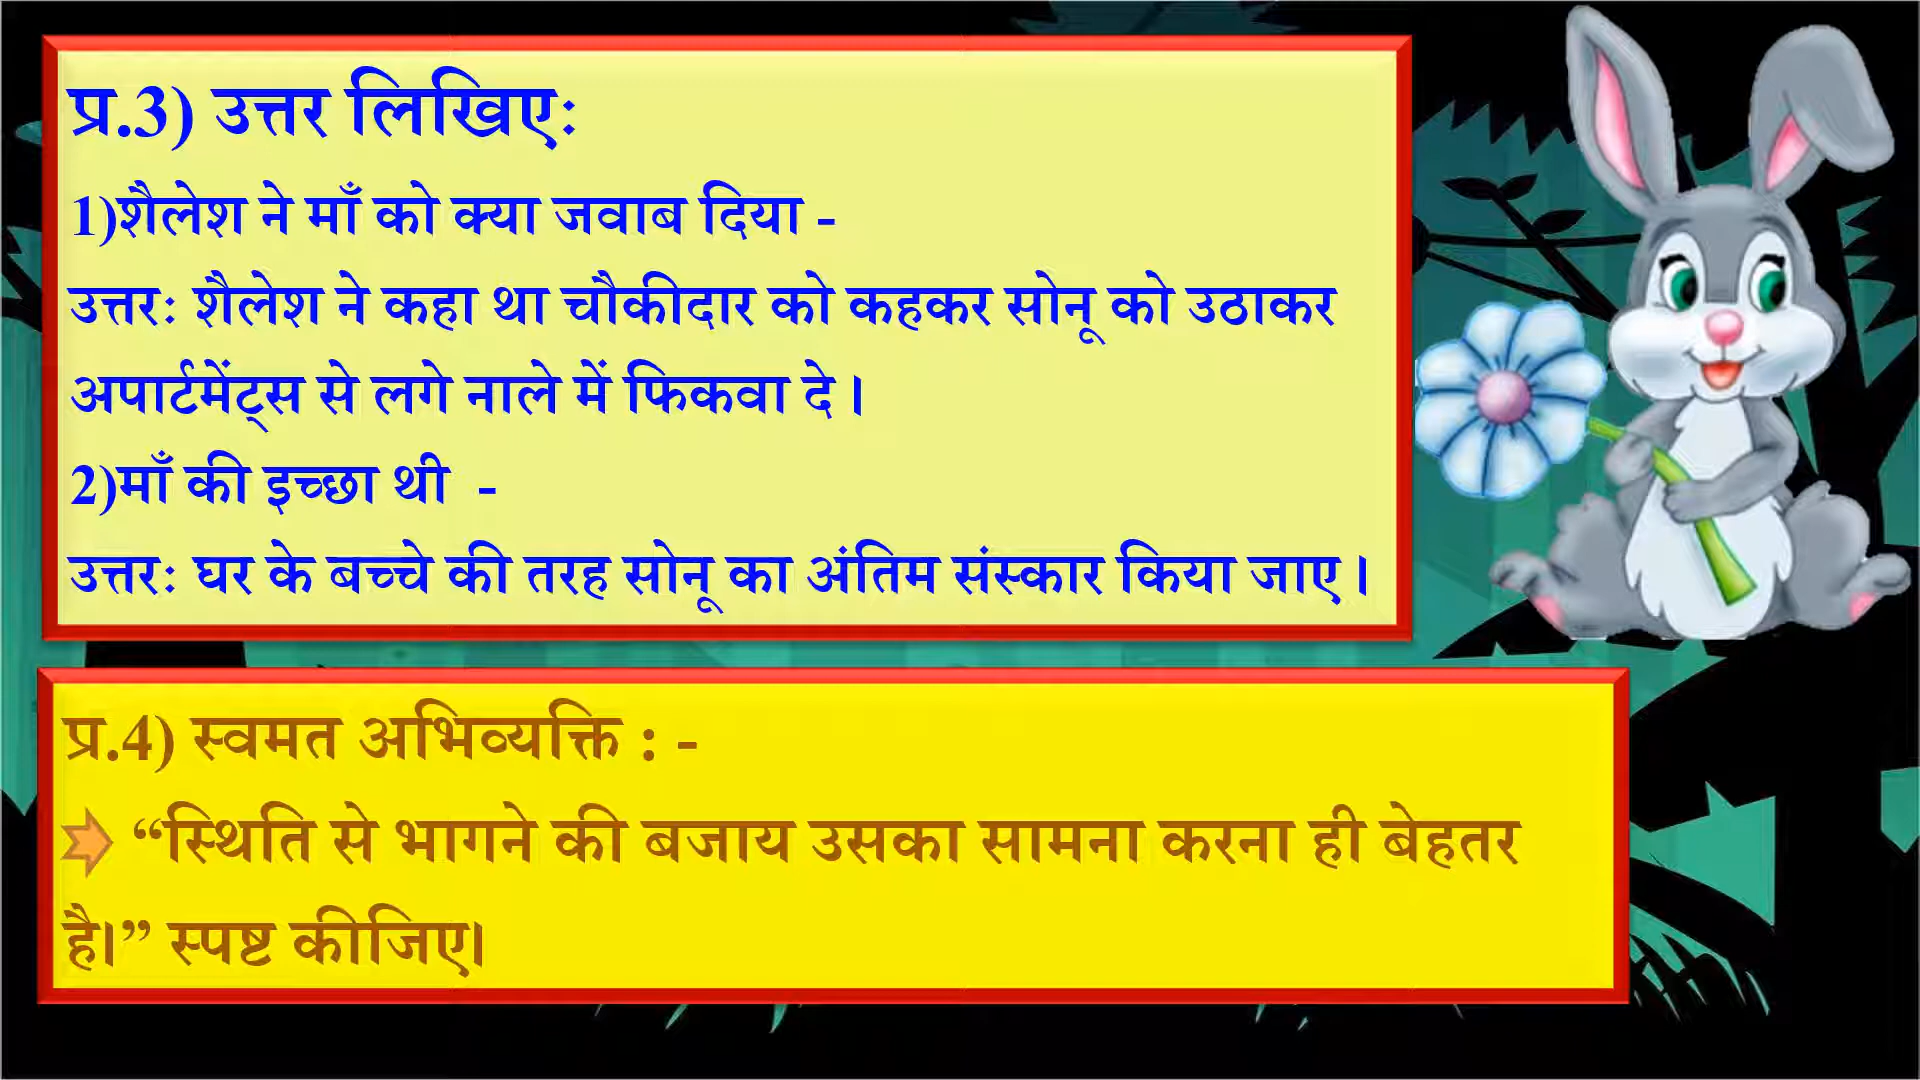 प्र.3) उत्तर लिखिएः
1)शैलेश ने माँ को क्या जवाब दिया -
उत्तरः शैलेश ने कहा था चौकीदार को कहकर सोनू को उठाकर
अपार्टमेंट्स से लगे नाले में फिकवा दे ।
2)माँ की इच्छा थी -
उत्तरः घर के बच्चे की तरह सोनू का अंतिम संस्कार किया जाए ।
प्र.4) स्वमत अभिव्यक्ति : -
“स्थिति से भागने की बजाय उसका सामना करना ही बेहतर
है।” स्पष्ट कीजिए।